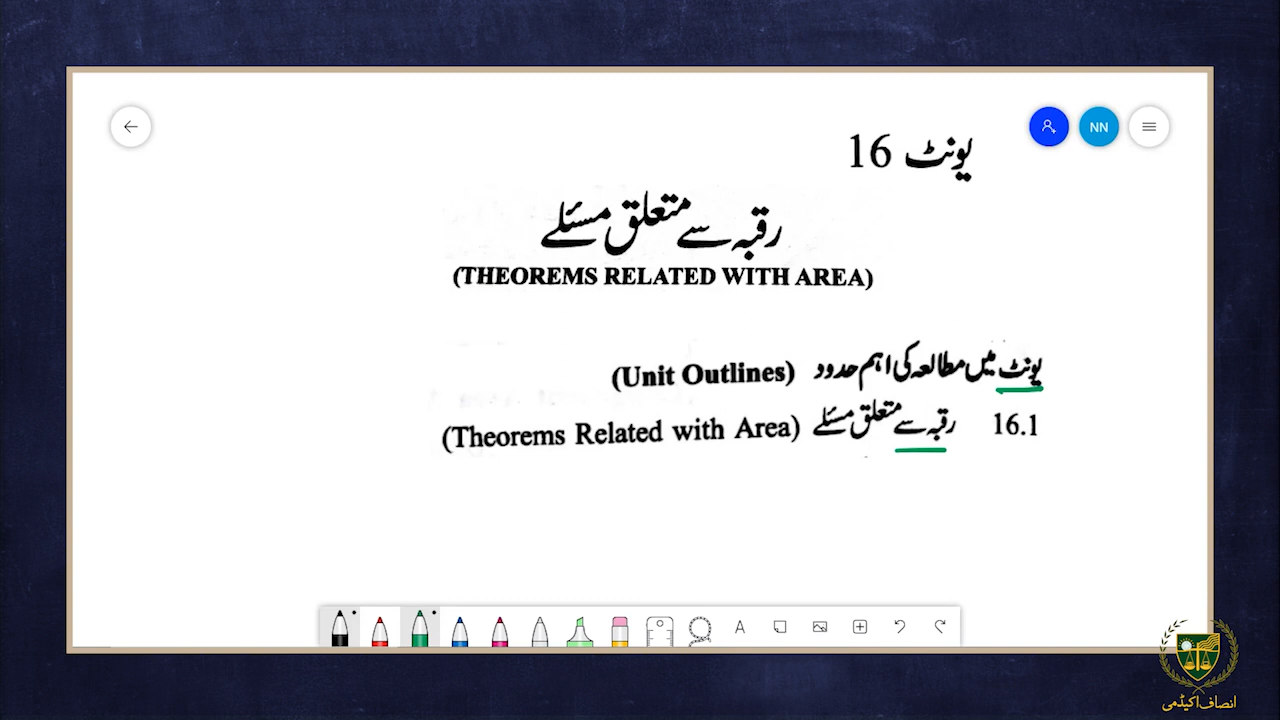 یونٹ 16
NN
رقبہ سے متعلق مسئلے
(THEOREMS RELATED WITH AREA)
یونٹ میں مطالعہ کی اہم حدود (Unit Outlines)
16.1 رقبہ سے متعلق مسئلے (Theorems Related with Area)
A
انصاف اکیڈمی